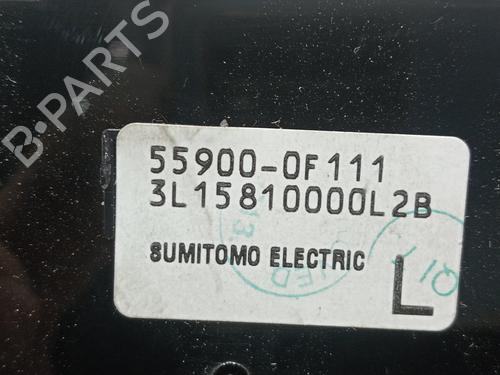 B-PARTS
55900-0F111
3L15810000L2B
SUMITOMO ELECTRIC
L